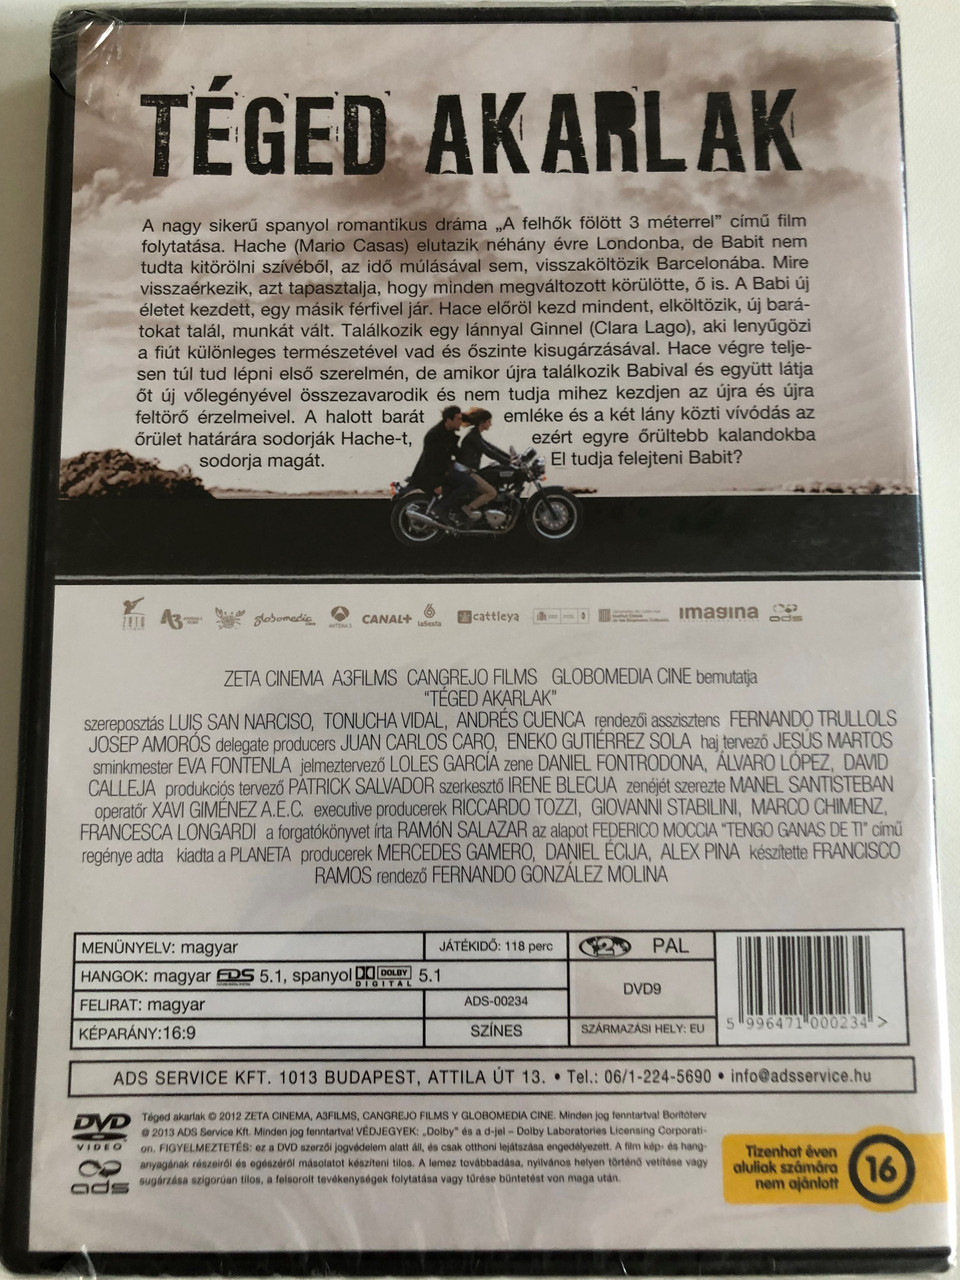 TÉGED AKARLAK
A nagy sikerű spanyol romantikus dráma „A felhők fölött 3 méterrel” című film
folytatása. Hache (Mario Casas) elutazik néhány évre Londonba, de Babit nem
tudta kitörölni szívéből, az idő múlásával sem, visszaköltözik Barcelonába. Mire
visszaérkezik, azt tapasztalja, hogy minden megváltozott körülötte, ő is. A Babi új
életet kezdett, egy másik férfivel jár. Hace előröl kezd mindent, elköltözik, új bará-
tokat talál, munkát vált. Találkozik egy lánnyal Ginnel (Clara Lago), aki lenyűgözi
a fiút különleges természetével vad és őszinte kisugárzásával. Hace végre telje-
sen túl tud lépni első szerelmén, de amikor újra találkozik Babival és együtt látja
őt új vőlegényével összezavarodik és nem tudja mihez kezdjen az újra és újra
feltörő érzelmeivel. A halott barát emléke és a két lány közti vívódás az
őrület határára sodorják Hache-t, ezért egyre őrültebb kalandokba
sodorja magát. El tudja felejteni Babit?
ZETA CINEMA A3 globomedia ANTENA 3 CANAL+ 6 laSexta cattleya imagina ads
ZETA CINEMA A3FILMS CANGREJO FILMS GLOBOMEDIA CINE bemutatja
“TÉGED AKARLAK”
szereposztás LUIS SAN NARCISO, TONUCHA VIDAL, ANDRÉS CUENCA rendezői asszisztens FERNANDO TRULLOLS
JOSEP AMORÓS delegate producers JUAN CARLOS CARO, ENEKO GUTIÉRREZ SOLA haj tervező JESÚS MARTOS
sminkmester EVA FONTENLA jelmeztervező LOLES GARCÍA zene DANIEL FONTRODONA, ÁLVARO LÓPEZ, DAVID
CALLEJA produkciós tervező PATRICK SALVADOR szerkesztő IRENE BLECUA zenéjét szerezte MANEL SANTISTEBAN
operatőr XAVI GIMÉNEZ A.E.C. executive producerek RICCARDO TOZZI, GIOVANNI STABILINI, MARCO CHIMENZ,
FRANCESCA LONGARDI a forgatókönyvet írta RAMóN SALAZAR az alapot FEDERICO MOCCIA “TENGO GANAS DE TI” című
regénye adta kiadta a PLANETA producerek MERCEDES GAMERO, DANIEL ÉCIJA, ALEX PINA készítette FRANCISCO
RAMOS rendező FERNANDO GONZÁLEZ MOLINA
MENÜNYELV: magyar JÁTÉKIDŐ: 118 perc 2 PAL
HANGOK: magyar FDS 5.1, spanyol DOLBY DIGITAL 5.1 DVD9
FELIRAT: magyar ADS-00234
KÉPARÁNY:16:9 SZÍNES SZÁRMAZÁSI HELY: EU
5 996471 000234 >
ADS SERVICE KFT. 1013 BUDAPEST, ATTILA ÚT 13. • Tel.: 06/1-224-5690 • info@adsservice.hu
DVD
VIDEO
ads
Téged akarlak © 2012 ZETA CINEMA, A3FILMS, CANGREJO FILMS Y GLOBOMEDIA CINE. Minden jog fenntartva! Borítóterv
@ 2013 ADS Service Kft. Minden jog fenntartva! VÉDJEGYEK: „Dolby” és a d-jel – Dolby Laboratories Licensing Corporati-
on. FIGYELMEZTETÉS: ez a DVD szerzői jogvédelem alatt áll, és csak otthoni lejátszása engedélyezett. A film kép- és hang-
anyagának részeiről és egészéről másolatot készíteni tilos. A lemez továbbadása, nyilvános helyen történő vetítése vagy
sugárzása szigorúan tilos, a felsorolt tevékenységek folytatása vagy tűrése büntetést von maga után.
Tizenhat éven
aluliak számára
nem ajánlott
16